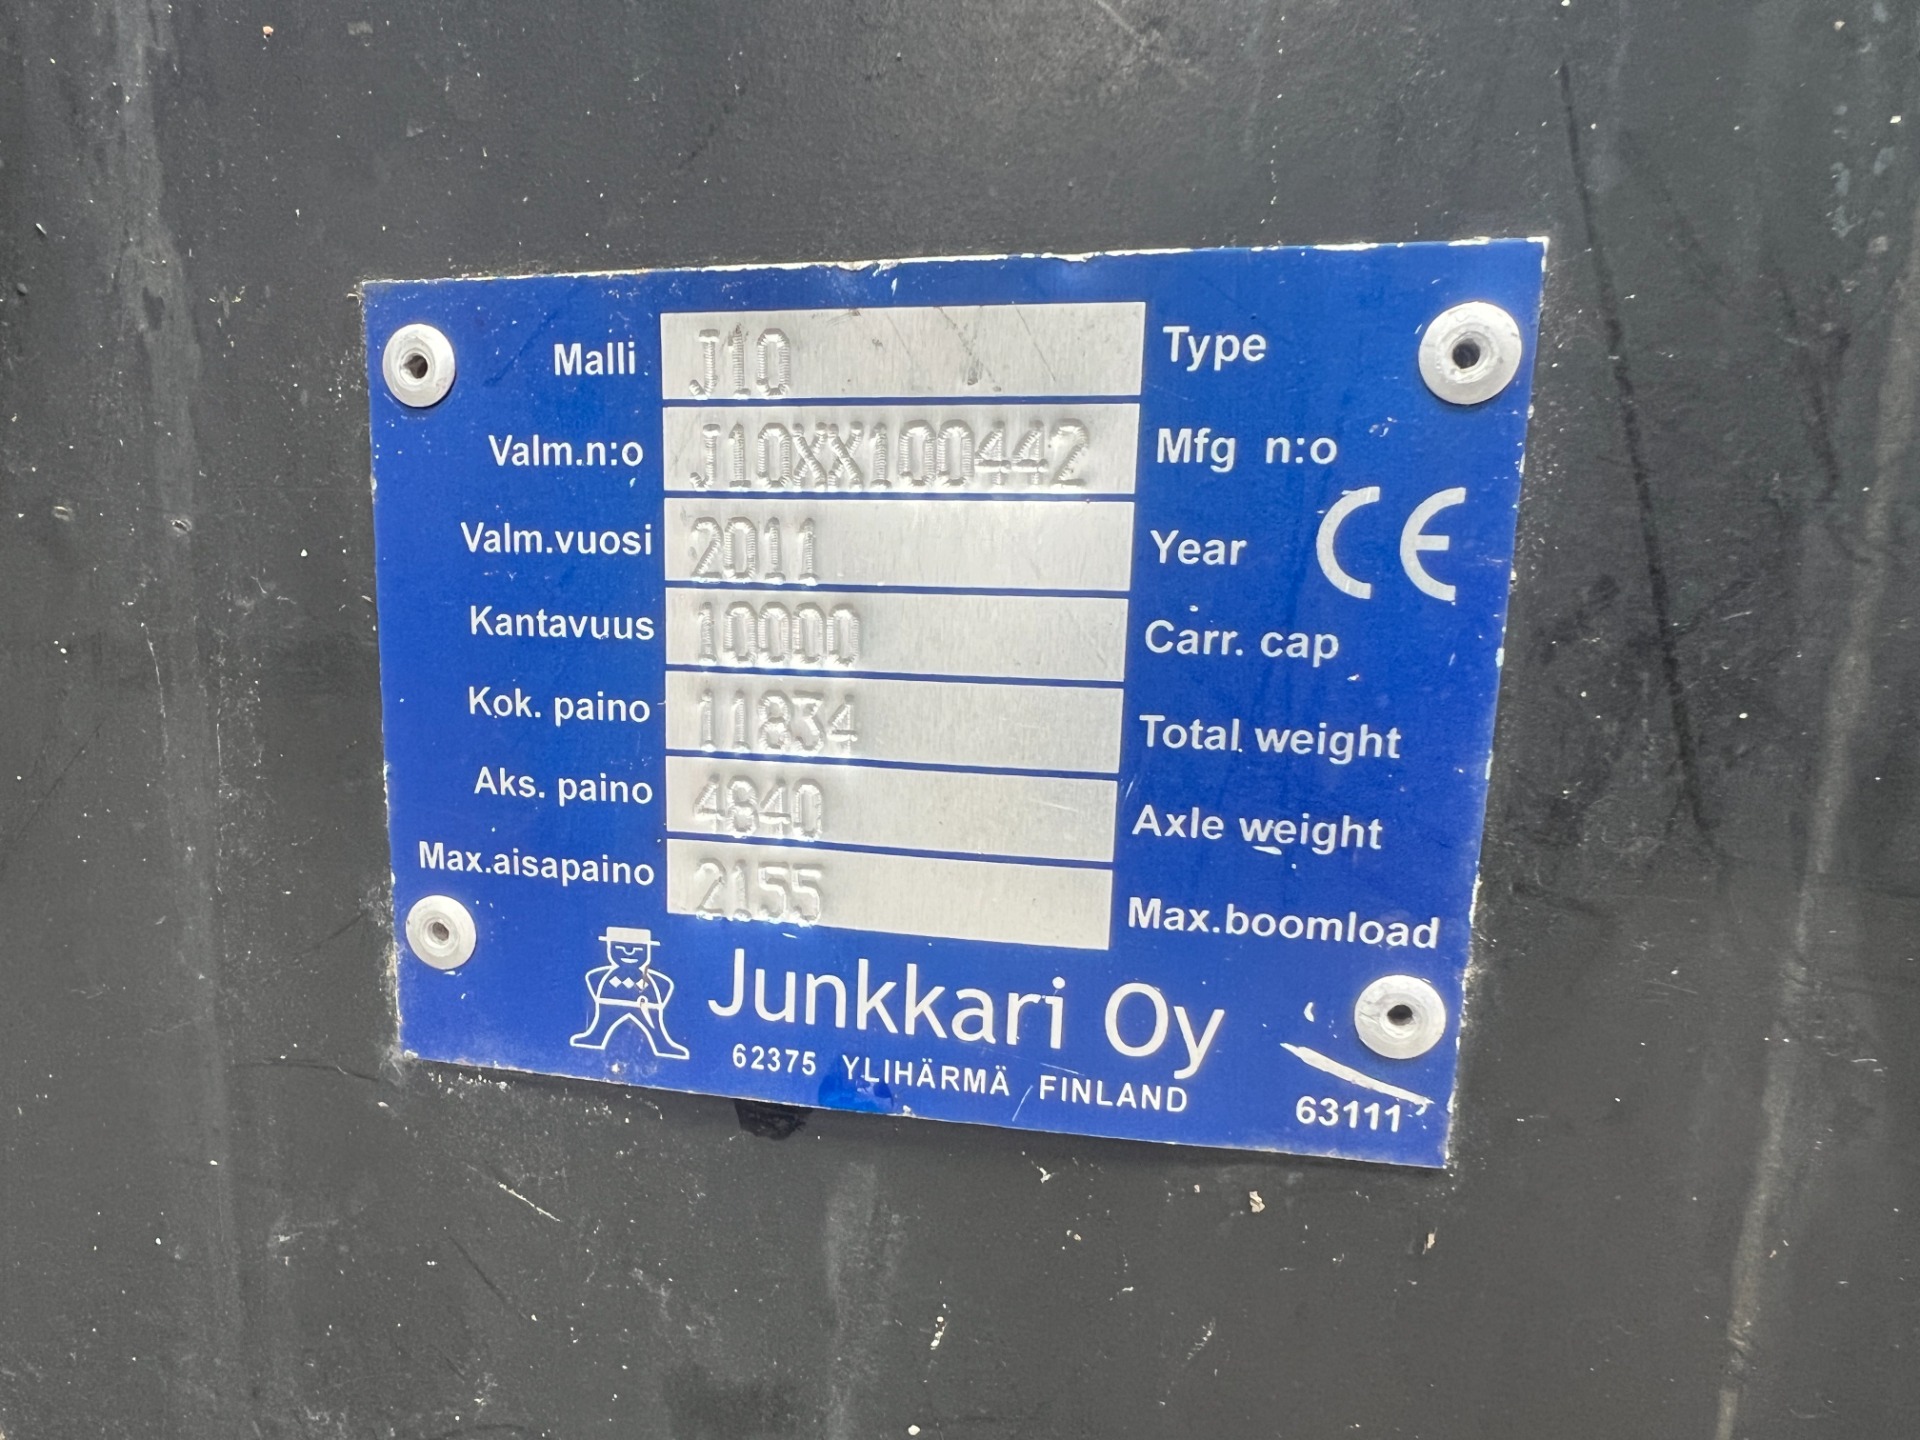 Malli J10 Type
Valm.n:o J10XX100442 Mfg n:o
Valm.vuosi 2011 Year CE
Kantavuus 10000 Carr. cap
Kok. paino 11834 Total weight
Aks. paino 4840 Axle weight
Max.aisapaino 2155 Max.boomload
Junkkari Oy
62375 YLIHÄRMÄ FINLAND
63111